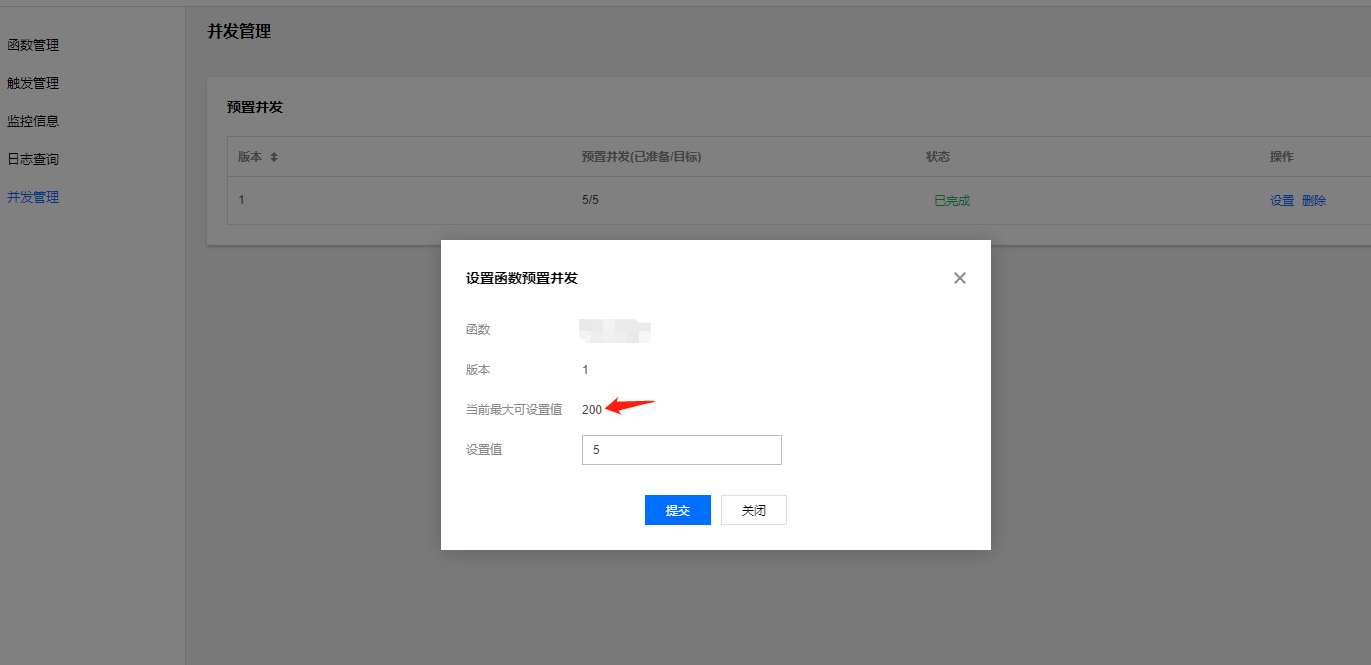 并发管理
函数管理
触发管理
监控信息
日志查询
并发管理
预置并发
版本 预置并发(已准备/目标) 状态 操作
1 5/5 已完成 设置 删除
设置函数预置并发
函数
版本 1
当前最大可设置值 200
设置值 5
提交 关闭